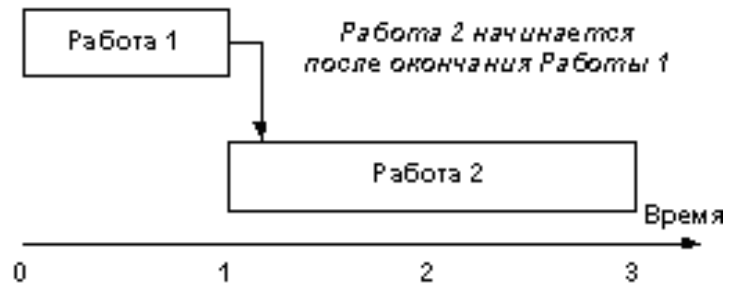 Работа 1
Работа 2 начинается
после окончания Работы 1
Работа 2
Время
0 1 2 3